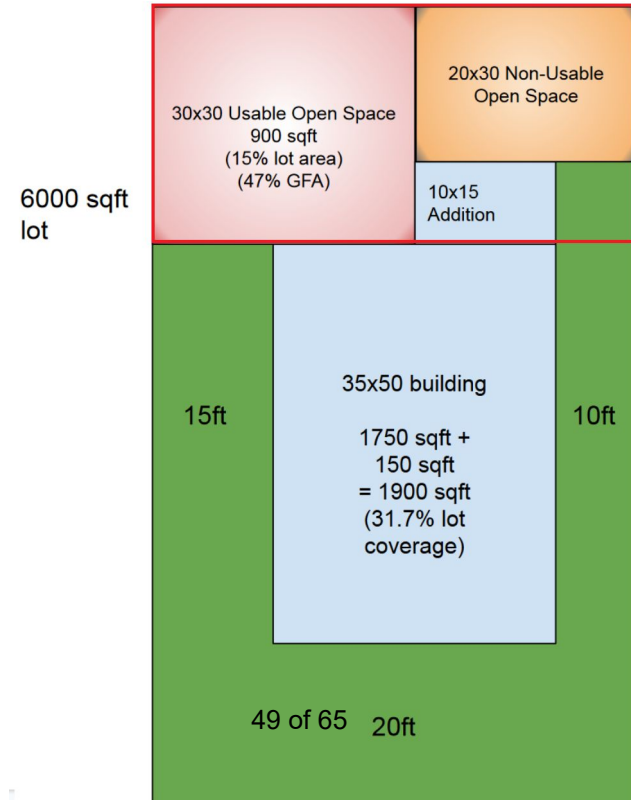 30x30 Usable Open Space
900 sqft
(15% lot area)
(47% GFA)
20x30 Non-Usable
Open Space
6000 sqft
lot
10x15
Addition
35x50 building
1750 sqft +
150 sqft
= 1900 sqft
(31.7% lot
coverage)
15ft
10ft
49 of 65
20ft